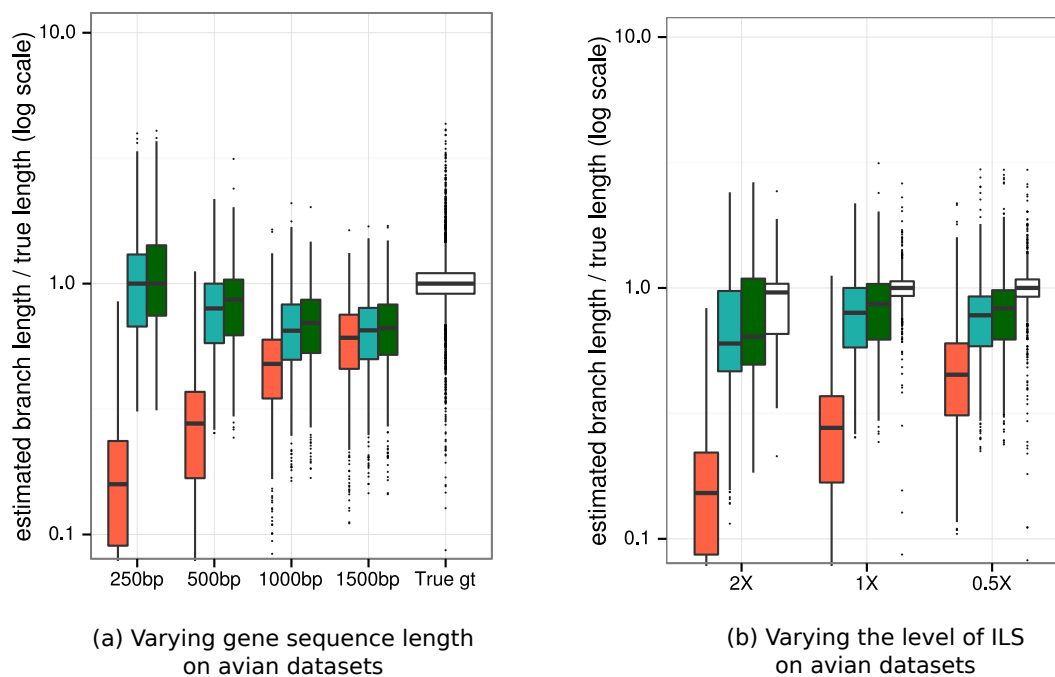 estimated branch length / true length (log scale)
10.0
1.0
0.1
250bp
500bp
1000bp
1500bp
True gt
(a) Varying gene sequence length
on avian datasets
estimated branch length / true length (log scale)
10.0
1.0
0.1
2X
1X
0.5X
(b) Varying the level of ILS
on avian datasets